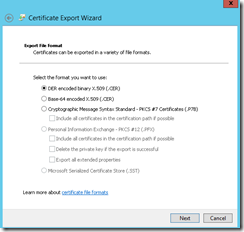 Certificate Export Wizard
Export File Format
Certificates can be exported in a variety of file formats.
Select the format you want to use:
DER encoded binary X.509 (.CER)
Base-64 encoded X.509 (.CER)
Cryptographic Message Syntax Standard - PKCS #7 Certificates (.P7B)
Include all certificates in the certification path if possible
Personal Information Exchange - PKCS #12 (.PFX)
Include all certificates in the certification path if possible
Delete the private key if the export is successful
Export all extended properties
Microsoft Serialized Certificate Store (.SST)
Learn more about certificate file formats
Next
Cancel